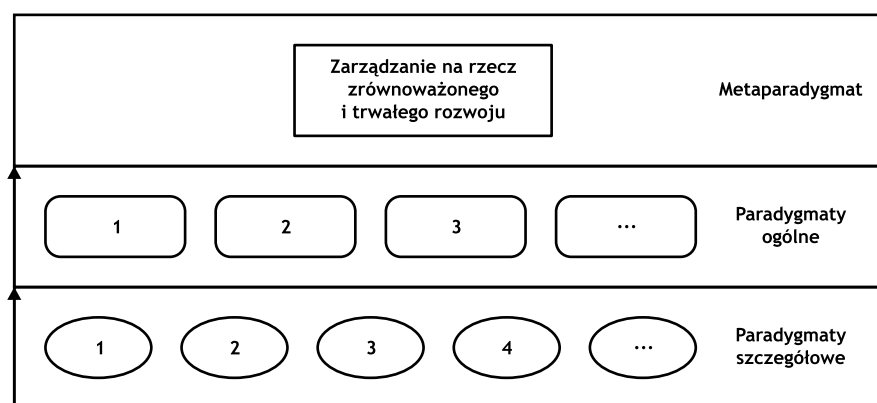 Zarządzanie na rzecz
zrównoważonego
i trwałego rozwoju
Metaparadygmat
1
2
3
...
Paradygmaty
ogólne
1
2
3
4
...
Paradygmaty
szczegółowe